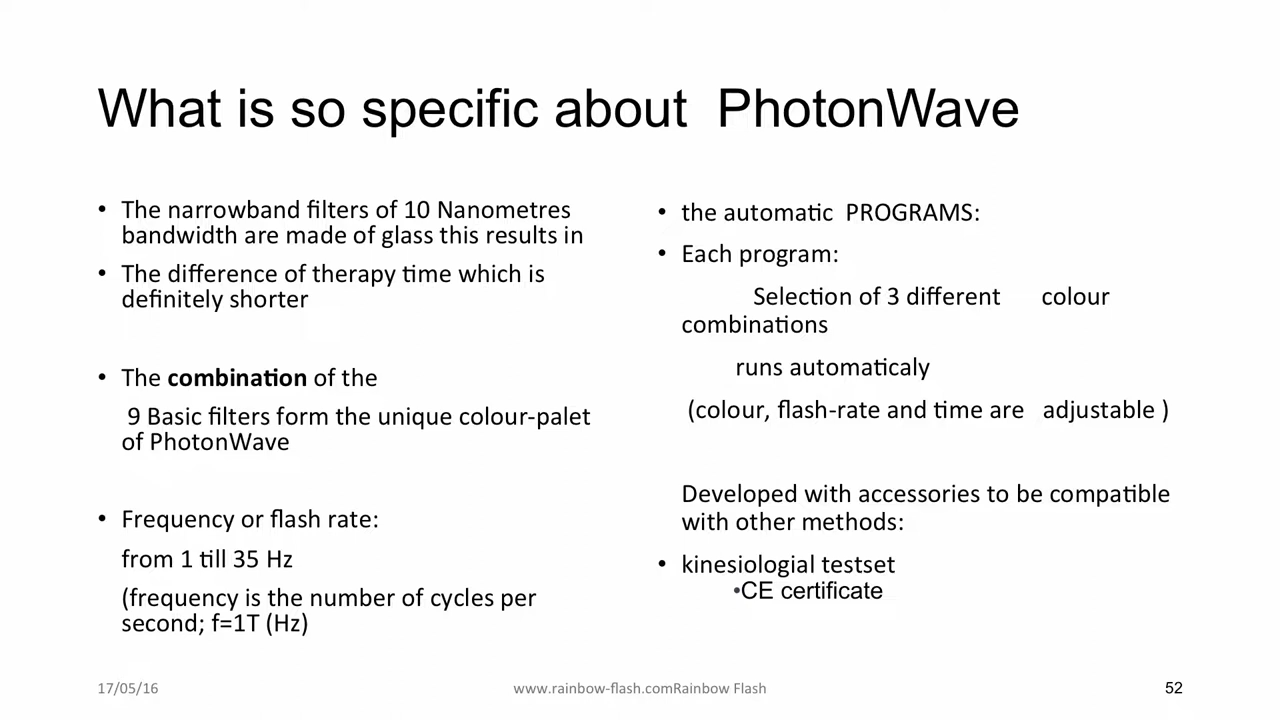 What is so specific about PhotonWave
• The narrowband filters of 10 Nanometres
bandwidth are made of glass this results in
• The difference of therapy time which is
definitely shorter
• The combination of the
9 Basic filters form the unique colour-palet
of PhotonWave
• Frequency or flash rate:
from 1 till 35 Hz
(frequency is the number of cycles per
second; f=1T (Hz)
• the automatic PROGRAMS:
• Each program:
Selection of 3 different colour
combinations
runs automaticaly
(colour, flash-rate and time are adjustable )
Developed with accessories to be compatible
with other methods:
• kinesiologial testset
•CE certificate
17/05/16
www.rainbow-flash.comRainbow Flash
52